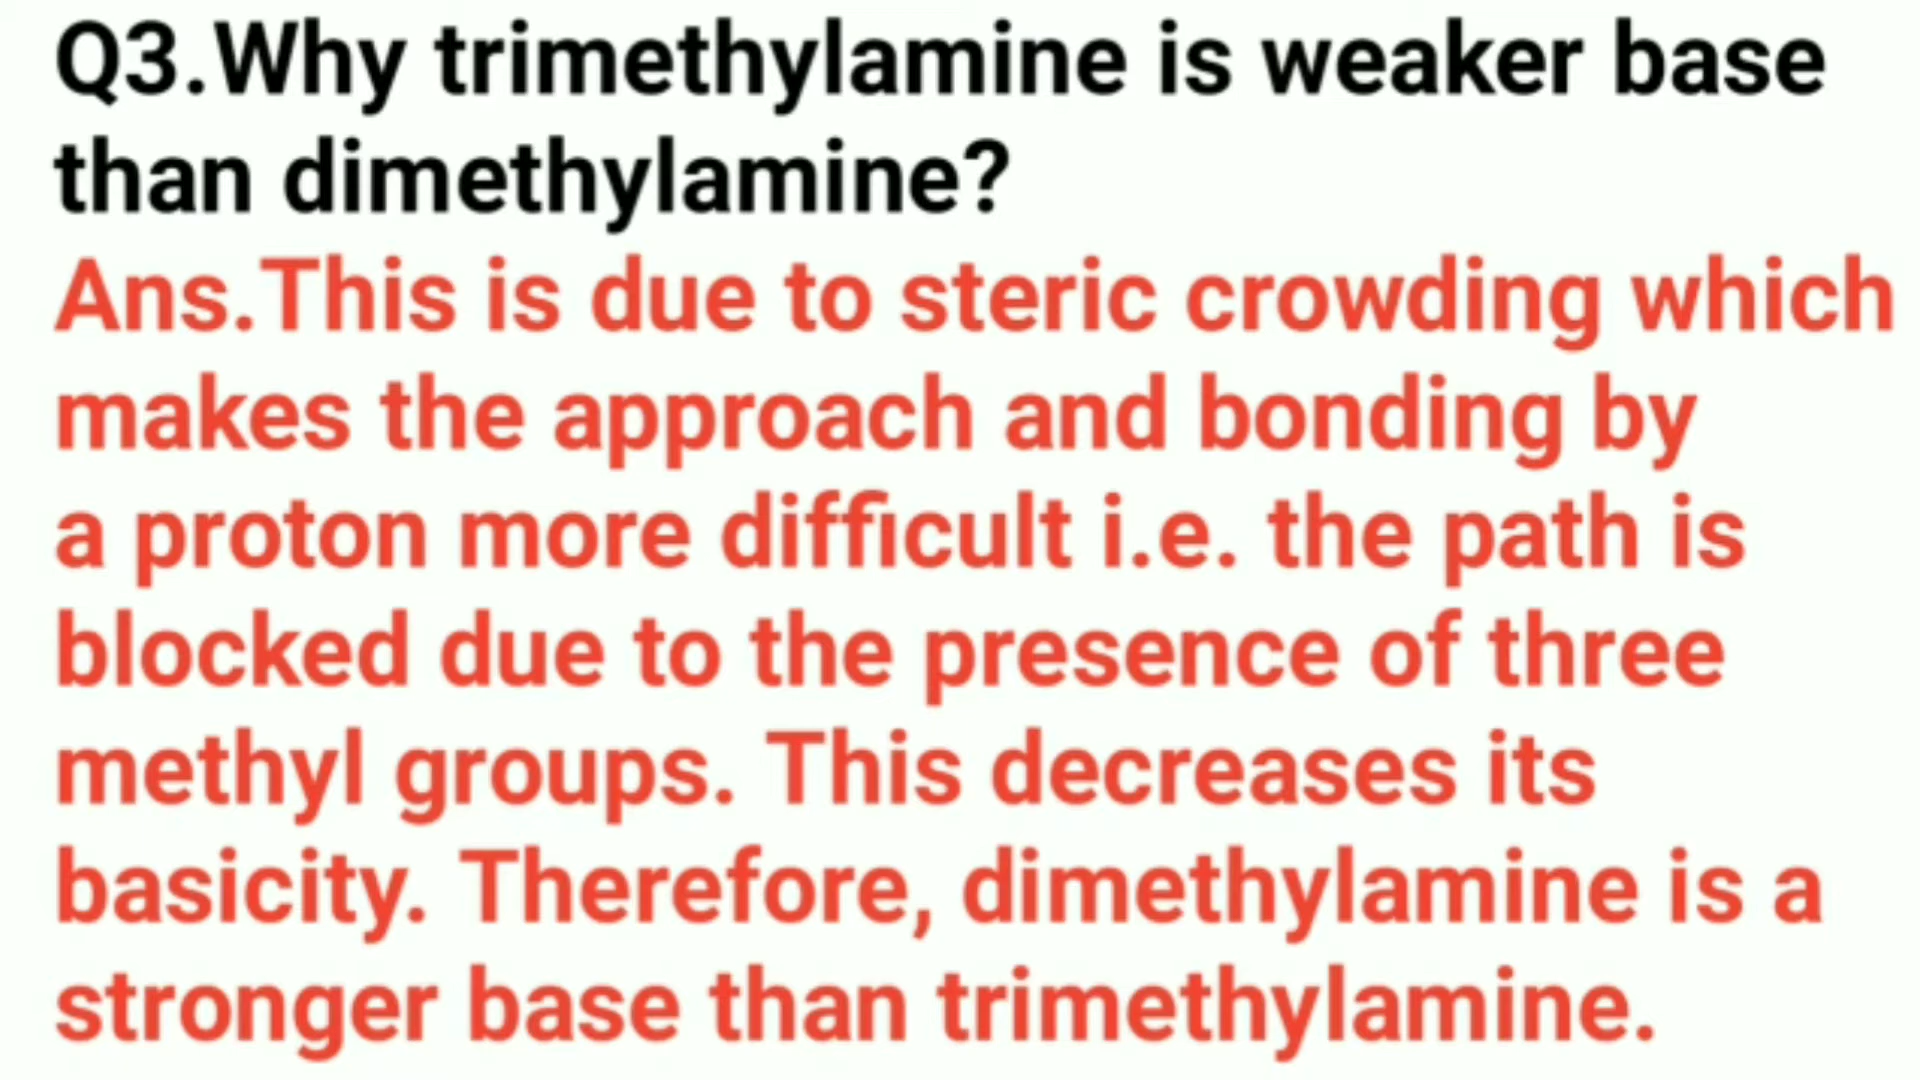 Q3.Why trimethylamine is weaker base
than dimethylamine?
Ans.This is due to steric crowding which
makes the approach and bonding by
a proton more difficult i.e. the path is
blocked due to the presence of three
methyl groups. This decreases its
basicity. Therefore, dimethylamine is a
stronger base than trimethylamine.